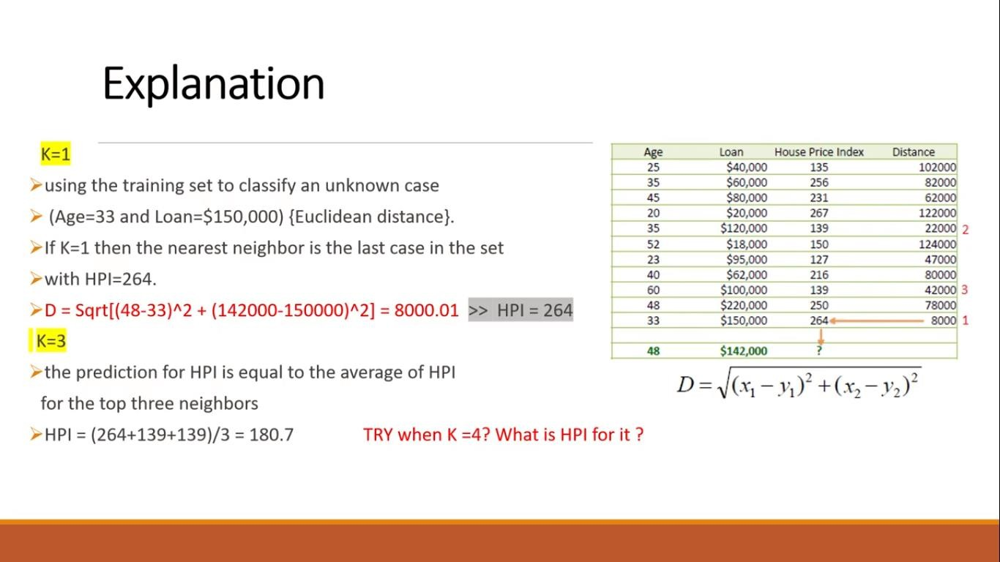 Explanation
K=1
➢using the training set to classify an unknown case
➢ (Age=33 and Loan=$150,000) {Euclidean distance}.
➢If K=1 then the nearest neighbor is the last case in the set
➢with HPI=264.
➢D = Sqrt[(48-33)^2 + (142000-150000)^2] = 8000.01 >> HPI = 264
K=3
➢the prediction for HPI is equal to the average of HPI
for the top three neighbors
➢HPI = (264+139+139)/3 = 180.7 TRY when K =4? What is HPI for it ?
Age Loan House Price Index Distance
25 $40,000 135 102000
35 $60,000 256 82000
45 $80,000 231 62000
20 $20,000 267 122000
35 $120,000 139 22000 2
52 $18,000 150 124000
23 $95,000 127 47000
40 $62,000 216 80000
60 $100,000 139 42000 3
48 $220,000 250 78000
33 $150,000 264 8000 1
48 $142,000 ?
D = √(x₁ − y₁)² + (x₂ − y₂)²